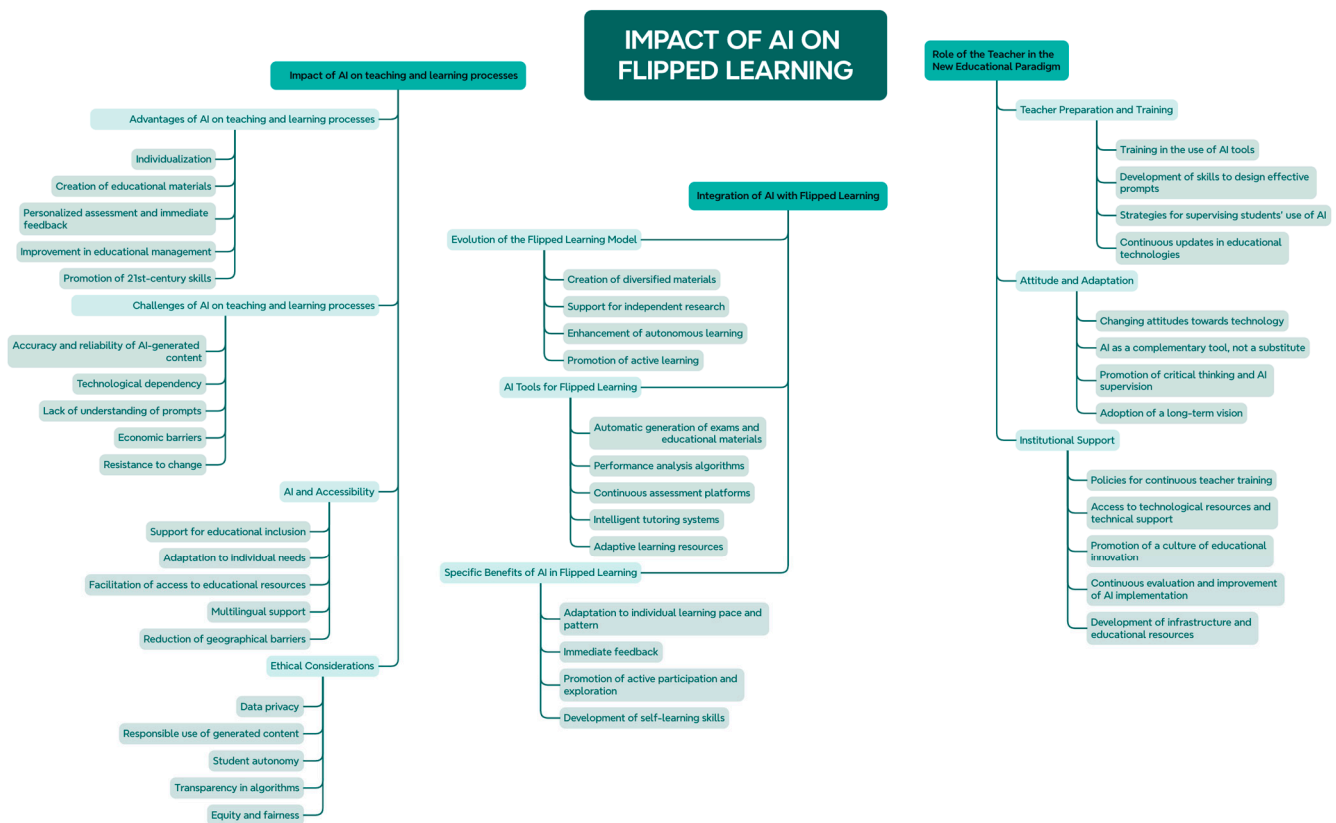 IMPACT OF AI ON
FLIPPED LEARNING
Impact of AI on teaching and learning processes
Advantages of AI on teaching and learning processes
Individualization
Creation of educational materials
Personalized assessment and immediate
feedback
Improvement in educational management
Promotion of 21st-century skills
Challenges of AI on teaching and learning processes
Accuracy and reliability of AI-generated
content
Technological dependency
Lack of understanding of prompts
Economic barriers
Resistance to change
AI and Accessibility
Support for educational inclusion
Adaptation to individual needs
Facilitation of access to educational resources
Multilingual support
Reduction of geographical barriers
Ethical Considerations
Data privacy
Responsible use of generated content
Student autonomy
Transparency in algorithms
Equity and fairness
Integration of AI with Flipped Learning
Evolution of the Flipped Learning Model
Creation of diversified materials
Support for independent research
Enhancement of autonomous learning
Promotion of active learning
AI Tools for Flipped Learning
Automatic generation of exams and
educational materials
Performance analysis algorithms
Continuous assessment platforms
Intelligent tutoring systems
Adaptive learning resources
Specific Benefits of AI in Flipped Learning
Adaptation to individual learning pace and
pattern
Immediate feedback
Promotion of active participation and
exploration
Development of self-learning skills
Role of the Teacher in the
New Educational Paradigm
Teacher Preparation and Training
Training in the use of AI tools
Development of skills to design effective
prompts
Strategies for supervising students' use of AI
Continuous updates in educational
technologies
Attitude and Adaptation
Changing attitudes towards technology
AI as a complementary tool, not a substitute
Promotion of critical thinking and AI
supervision
Adoption of a long-term vision
Institutional Support
Policies for continuous teacher training
Access to technological resources and
technical support
Promotion of a culture of educational
innovation
Continuous evaluation and improvement
of AI implementation
Development of infrastructure and
educational resources